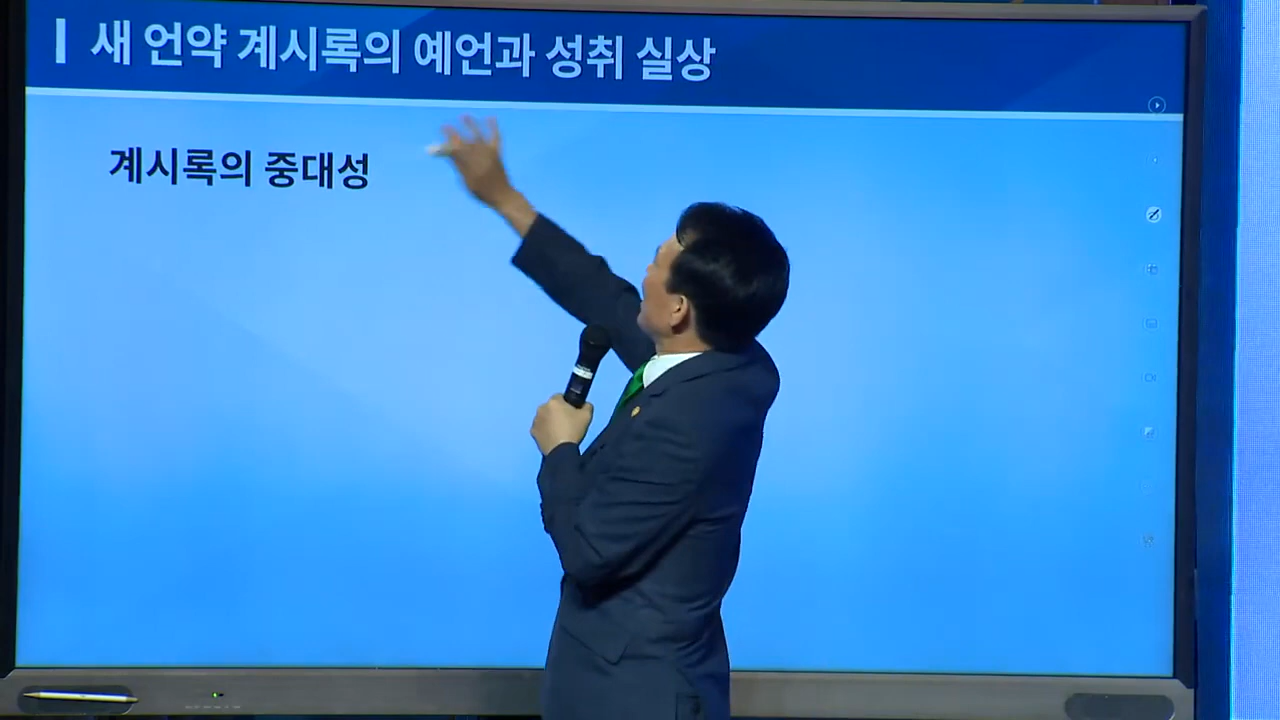 새 언약 계시록의 예언과 성취 실상
계시록의 중대성